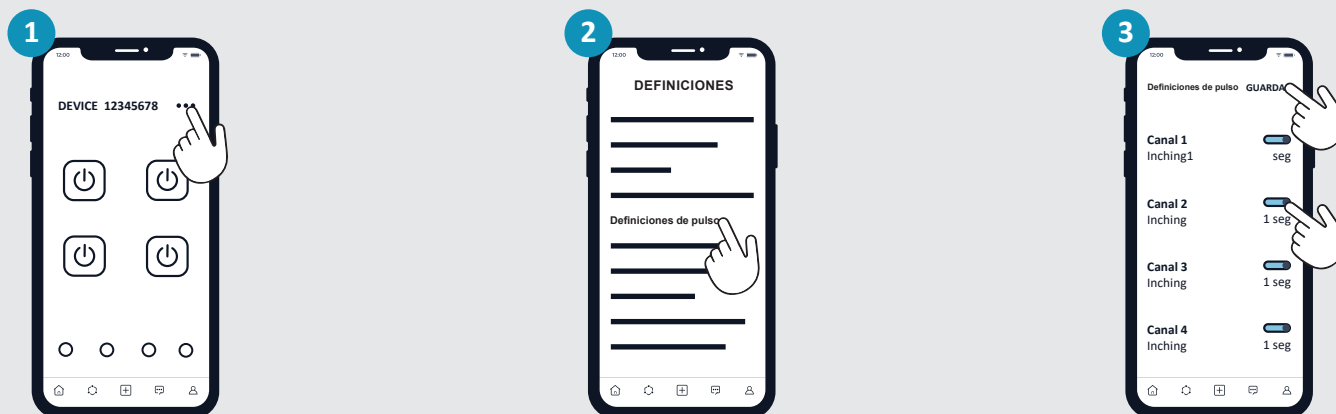 1
12:00
DEVICE 12345678 •••
2
12:00
DEFINICIONES
Definiciones de pulso
3
12:00
Definiciones de pulso GUARDA
Canal 1
Inching1 seg
Canal 2
Inching 1 seg
Canal 3
Inching 1 seg
Canal 4
Inching 1 seg